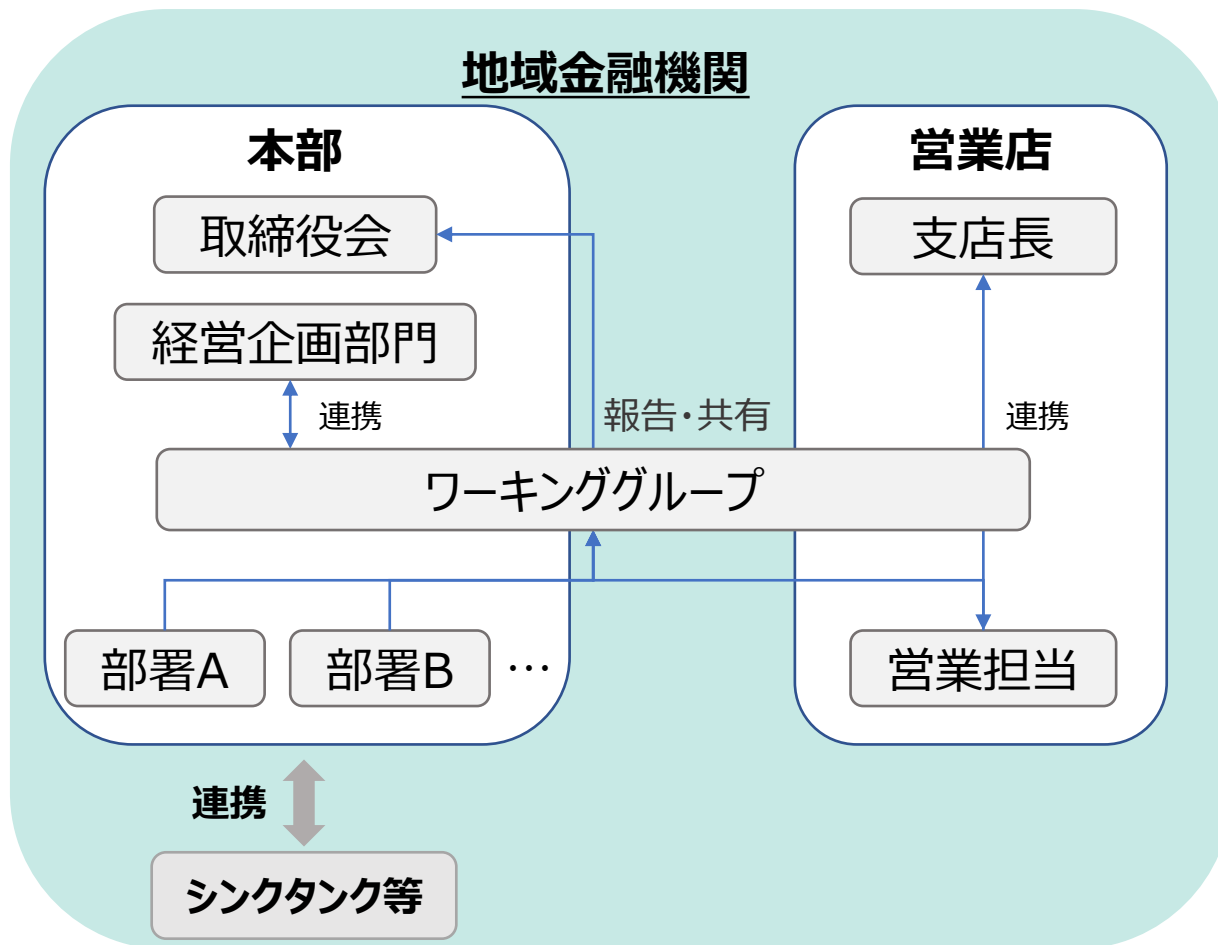 地域金融機関
本部
営業店
取締役会
支店長
経営企画部門
連携
報告・共有
連携
ワーキンググループ
部署A
部署B
…
営業担当
連携
シンクタンク等